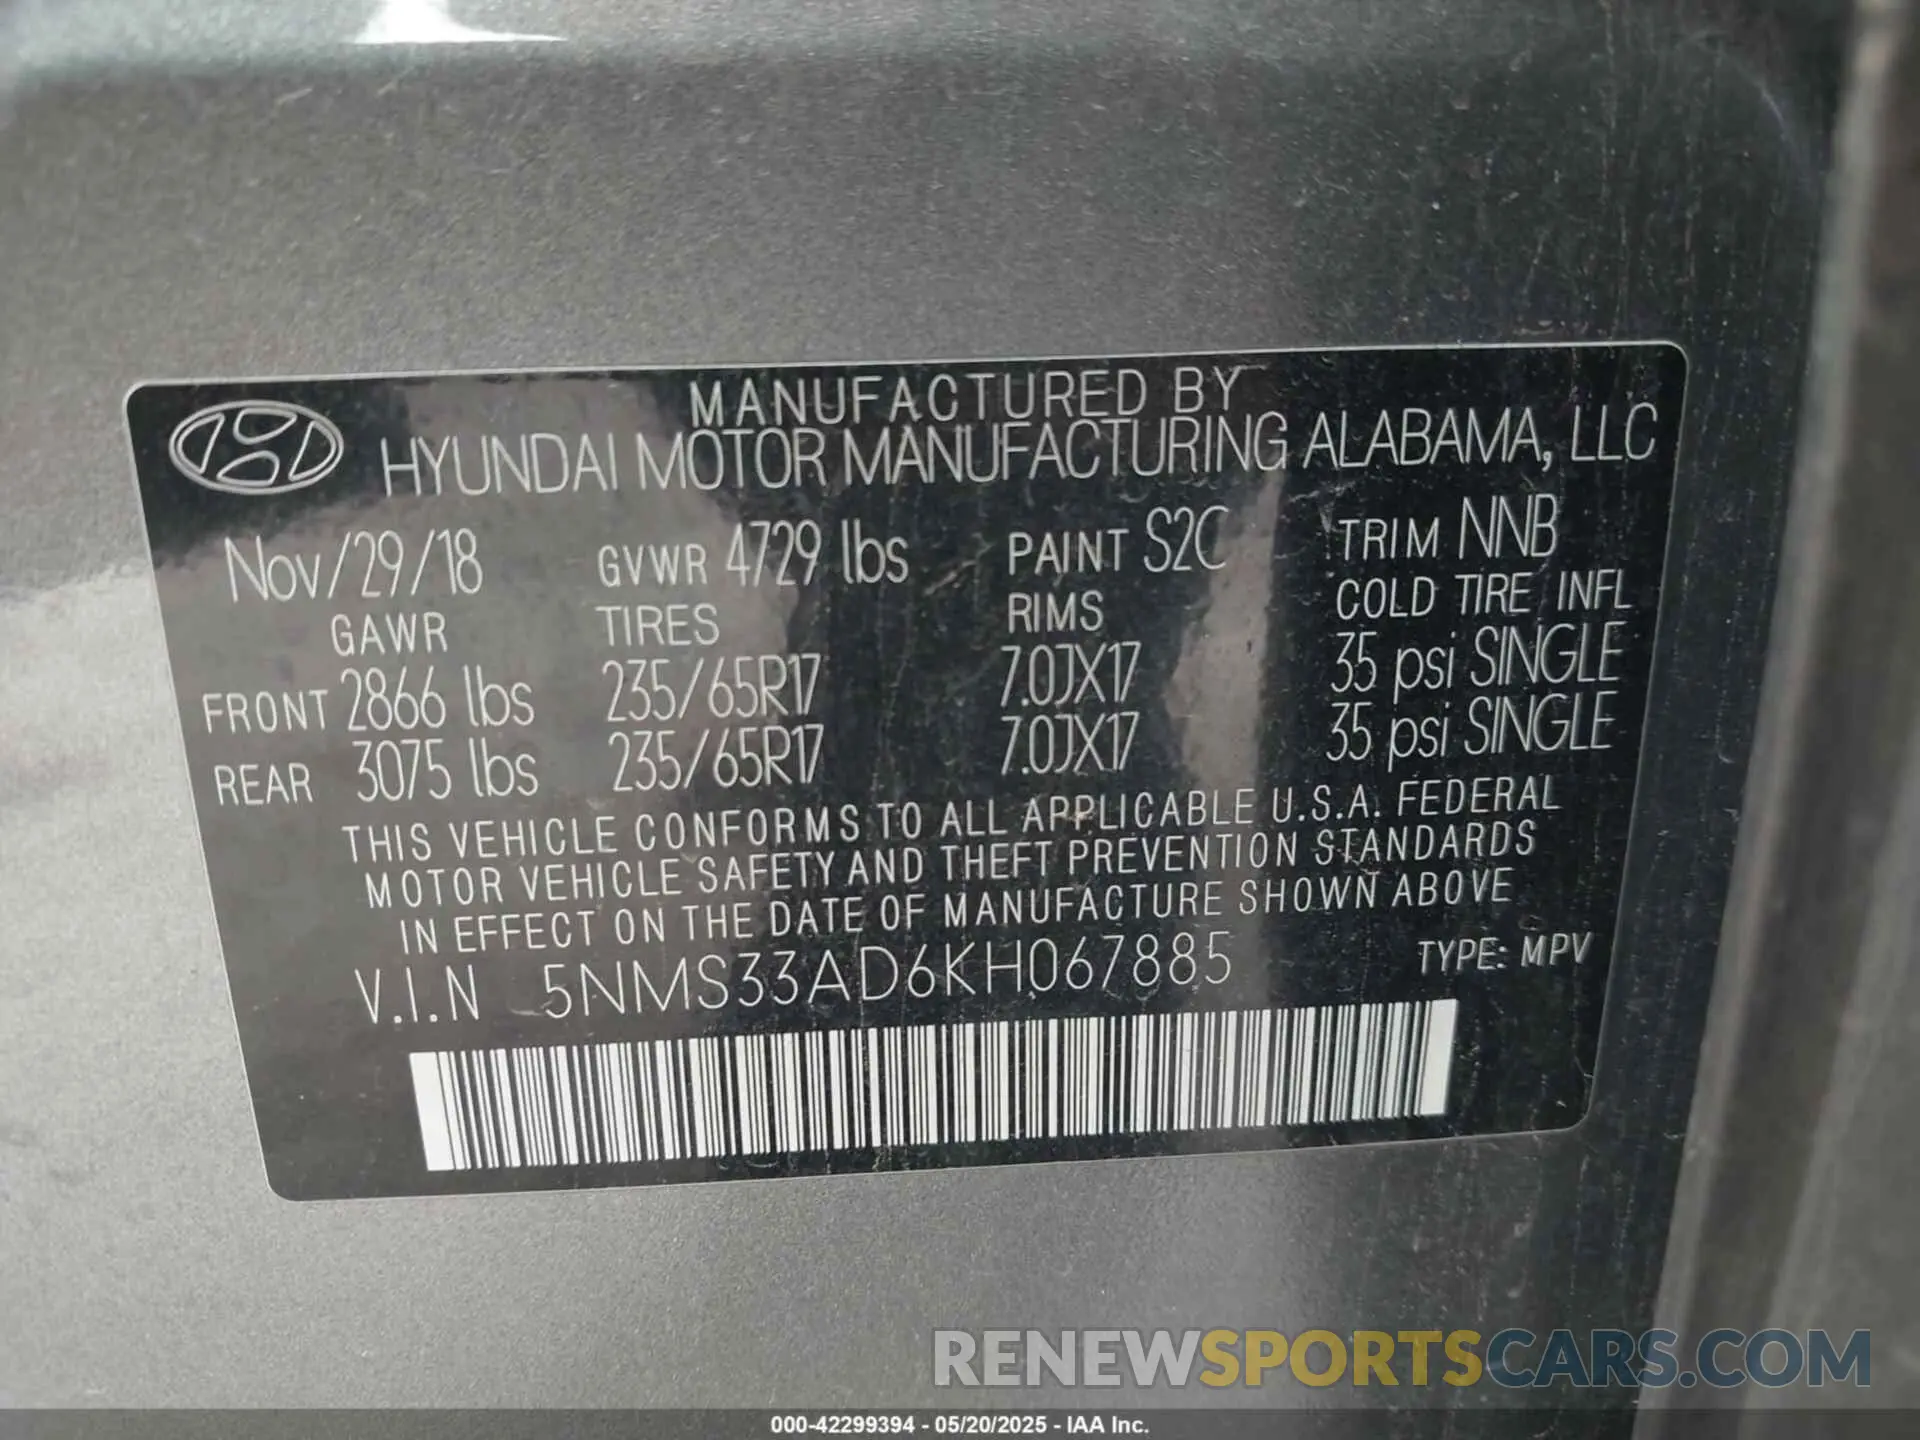 MANUFACTURED BY
HYUNDAI MOTOR MANUFACTURING ALABAMA, LLC
Nov/29/18 GVWR 4729 lbs PAINT S2C TRIM NNB
GAWR TIRES RIMS COLD TIRE INFL
FRONT 2866 lbs 235/65R17 7.0JX17 35 psi SINGLE
REAR 3075 lbs 235/65R17 7.0JX17 35 psi SINGLE
THIS VEHICLE CONFORMS TO ALL APPLICABLE U.S.A. FEDERAL
MOTOR VEHICLE SAFETY AND THEFT PREVENTION STANDARDS
IN EFFECT ON THE DATE OF MANUFACTURE SHOWN ABOVE
V.I.N 5NMS33AD6KH067885 TYPE: MPV
RENEWSPORTSCARS.COM
000-42299394 - 05/20/2025 - IAA Inc.